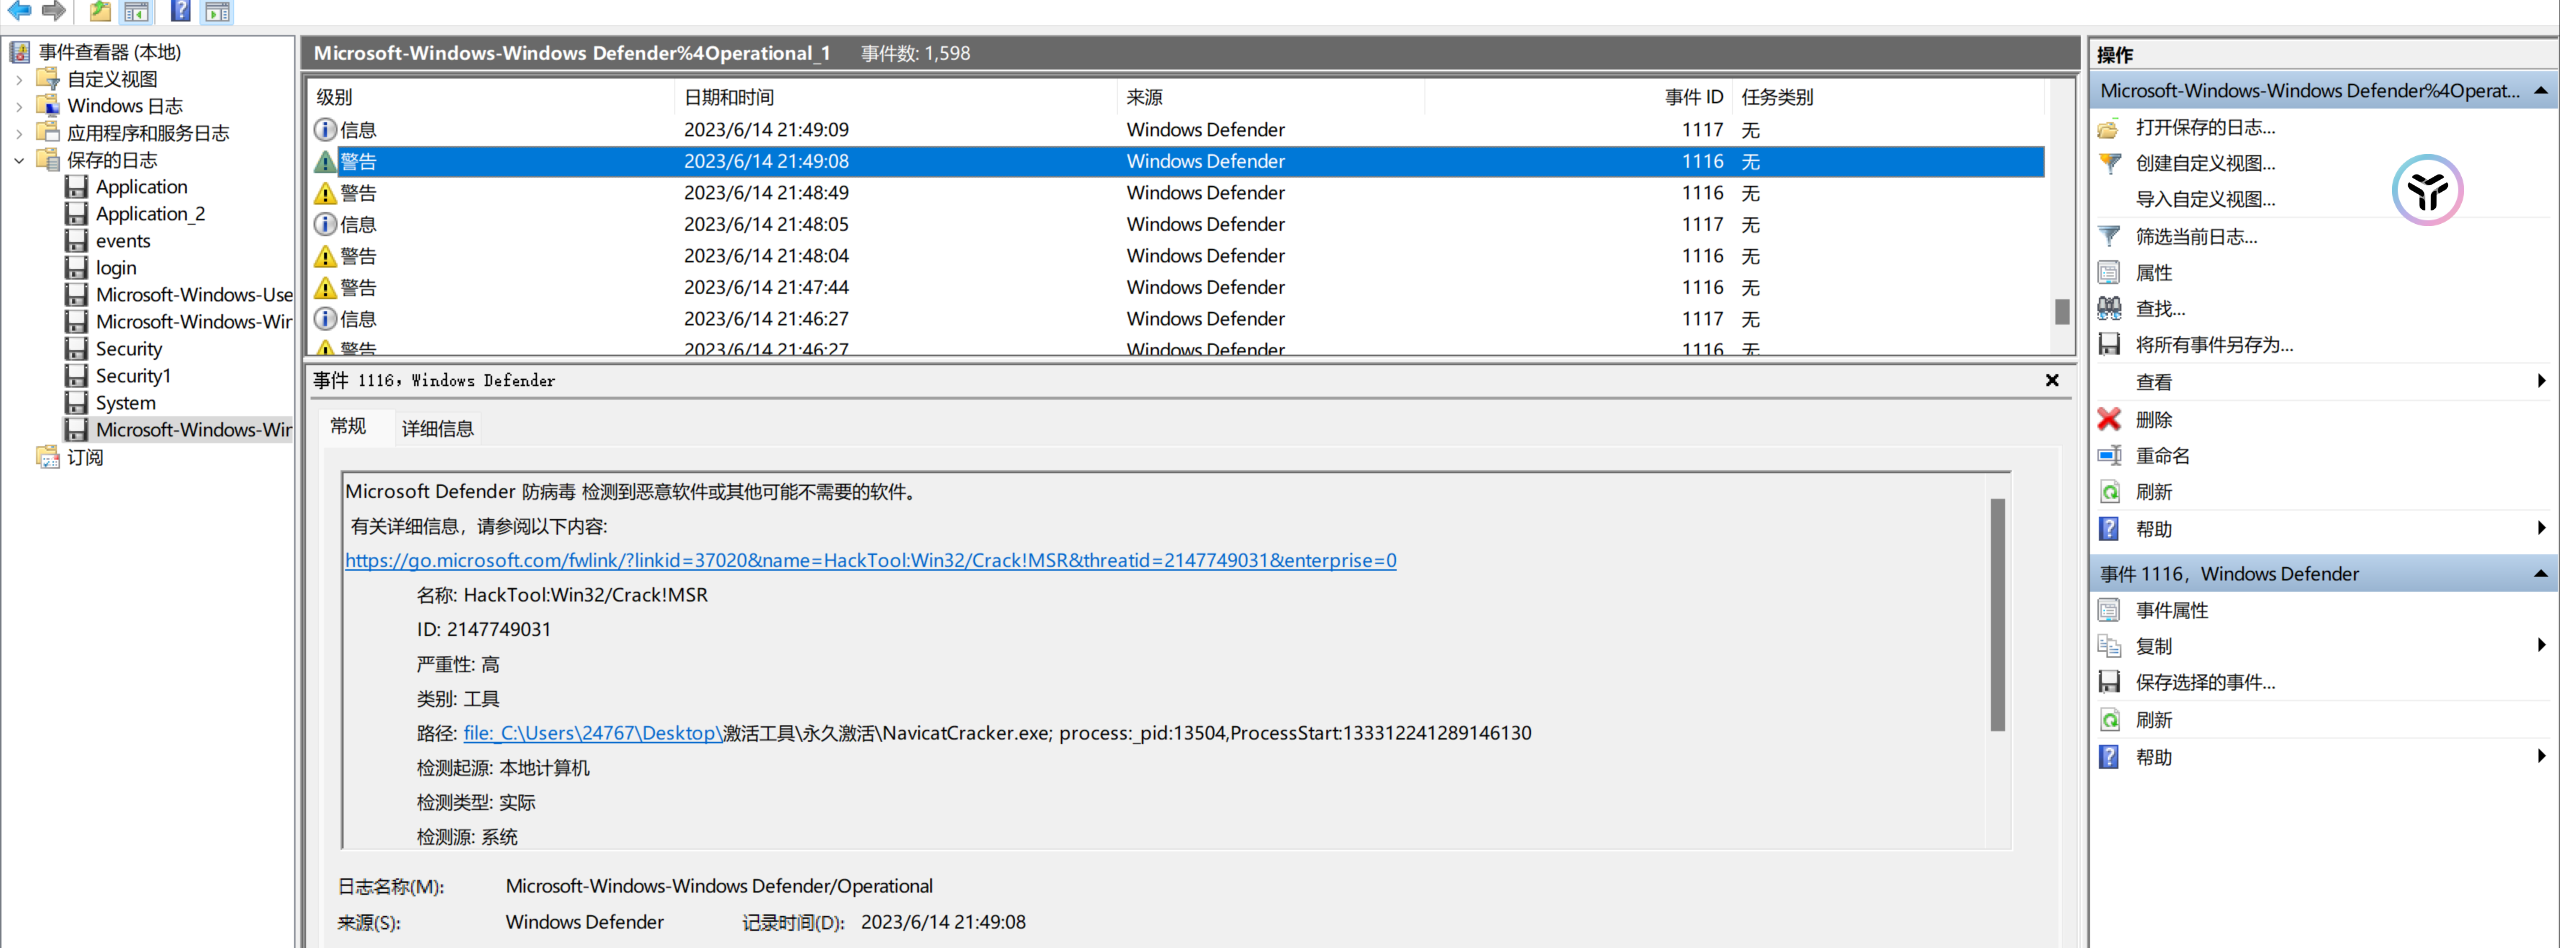 事件查看器 (本地)
自定义视图
Windows 日志
应用程序和服务日志
保存的日志
Application
Application_2
events
login
Microsoft-Windows-Use
Microsoft-Windows-Wir
Security
Security1
System
Microsoft-Windows-Wir
订阅
Microsoft-Windows-Windows Defender%4Operational_1 事件数: 1,598
级别 日期和时间 来源 事件 ID 任务类别
信息 2023/6/14 21:49:09 Windows Defender 1117 无
警告 2023/6/14 21:49:08 Windows Defender 1116 无
警告 2023/6/14 21:48:49 Windows Defender 1116 无
信息 2023/6/14 21:48:05 Windows Defender 1117 无
警告 2023/6/14 21:48:04 Windows Defender 1116 无
警告 2023/6/14 21:47:44 Windows Defender 1116 无
信息 2023/6/14 21:46:27 Windows Defender 1117 无
警告 2023/6/14 21:46:27 Windows Defender 1116 无
事件 1116，Windows Defender
常规 详细信息
Microsoft Defender 防病毒 检测到恶意软件或其他可能不需要的软件。
有关详细信息，请参阅以下内容:
https://go.microsoft.com/fwlink/?linkid=37020&name=HackTool:Win32/Crack!MSR&threatid=2147749031&enterprise=0
名称: HackTool:Win32/Crack!MSR
ID: 2147749031
严重性: 高
类别: 工具
路径: file:_C:\Users\24767\Desktop\激活工具\永久激活\NavicatCracker.exe; process:_pid:13504,ProcessStart:133312241289146130
检测起源: 本地计算机
检测类型: 实际
检测源: 系统
日志名称(M): Microsoft-Windows-Windows Defender/Operational
来源(S): Windows Defender 记录时间(D): 2023/6/14 21:49:08
操作
Microsoft-Windows-Windows Defender%4Operat...
打开保存的日志...
创建自定义视图...
导入自定义视图...
筛选当前日志...
属性
查找...
将所有事件另存为...
查看
删除
重命名
刷新
帮助
事件 1116，Windows Defender
事件属性
复制
保存选择的事件...
刷新
帮助